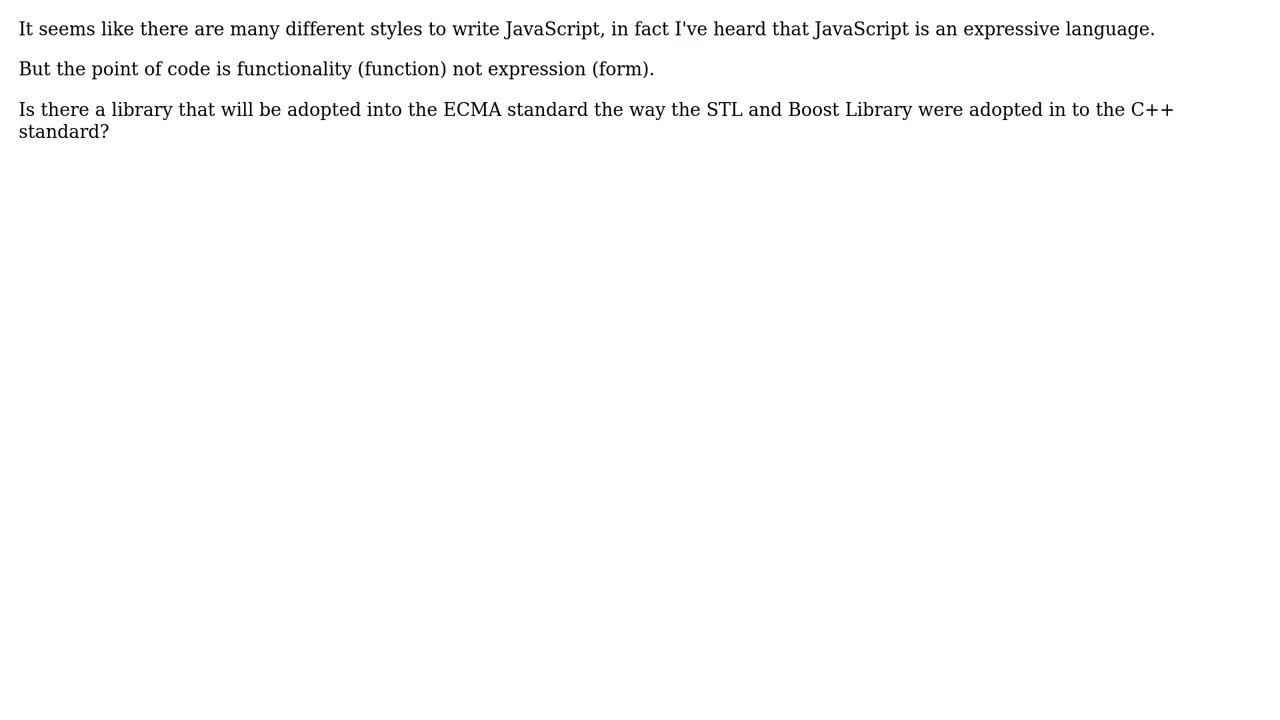 It seems like there are many different styles to write JavaScript, in fact I've heard that JavaScript is an expressive language.
But the point of code is functionality (function) not expression (form).
Is there a library that will be adopted into the ECMA standard the way the STL and Boost Library were adopted in to the C++
standard?